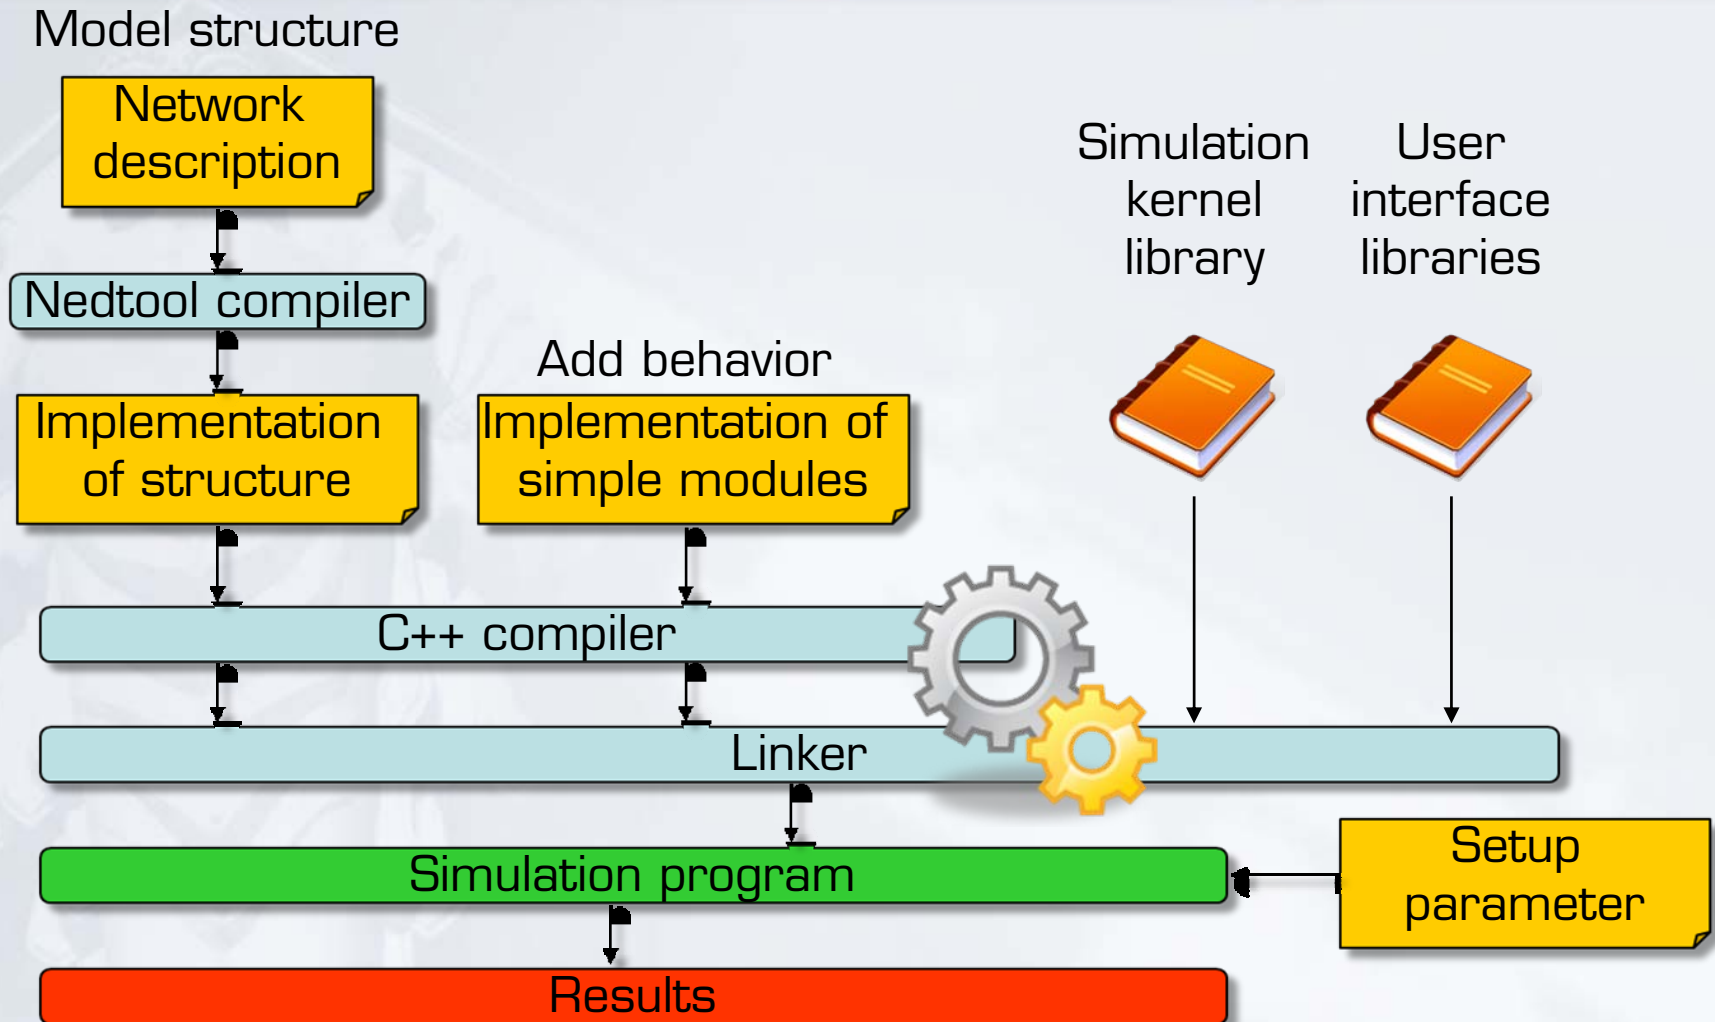 Model structure
Network
description
Simulation
kernel
library
User
interface
libraries
Nedtool compiler
Add behavior
Implementation
of structure
Implementation of
simple modules
C++ compiler
Linker
Simulation program
Setup
parameter
Results